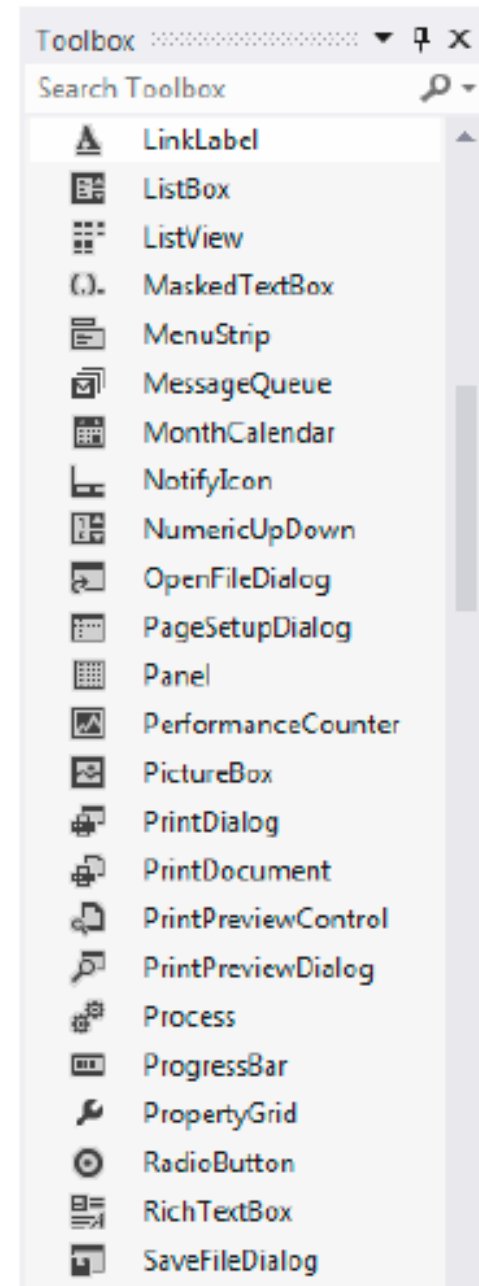 Toolbox
Search Toolbox
LinkLabel
ListBox
ListView
MaskedTextBox
MenuStrip
MessageQueue
MonthCalendar
NotifyIcon
NumericUpDown
OpenFileDialog
PageSetupDialog
Panel
PerformanceCounter
PictureBox
PrintDialog
PrintDocument
PrintPreviewControl
PrintPreviewDialog
Process
ProgressBar
PropertyGrid
RadioButton
RichTextBox
SaveFileDialog